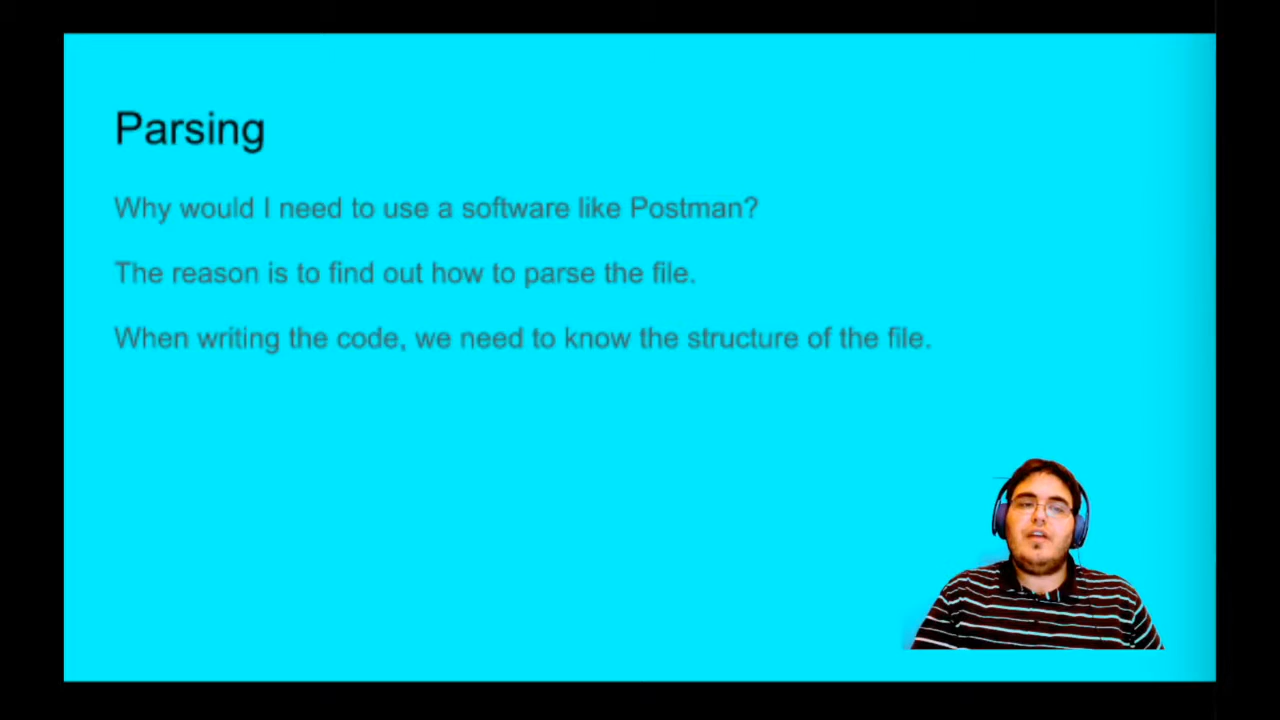 Parsing
Why would I need to use a software like Postman?
The reason is to find out how to parse the file.
When writing the code, we need to know the structure of the file.